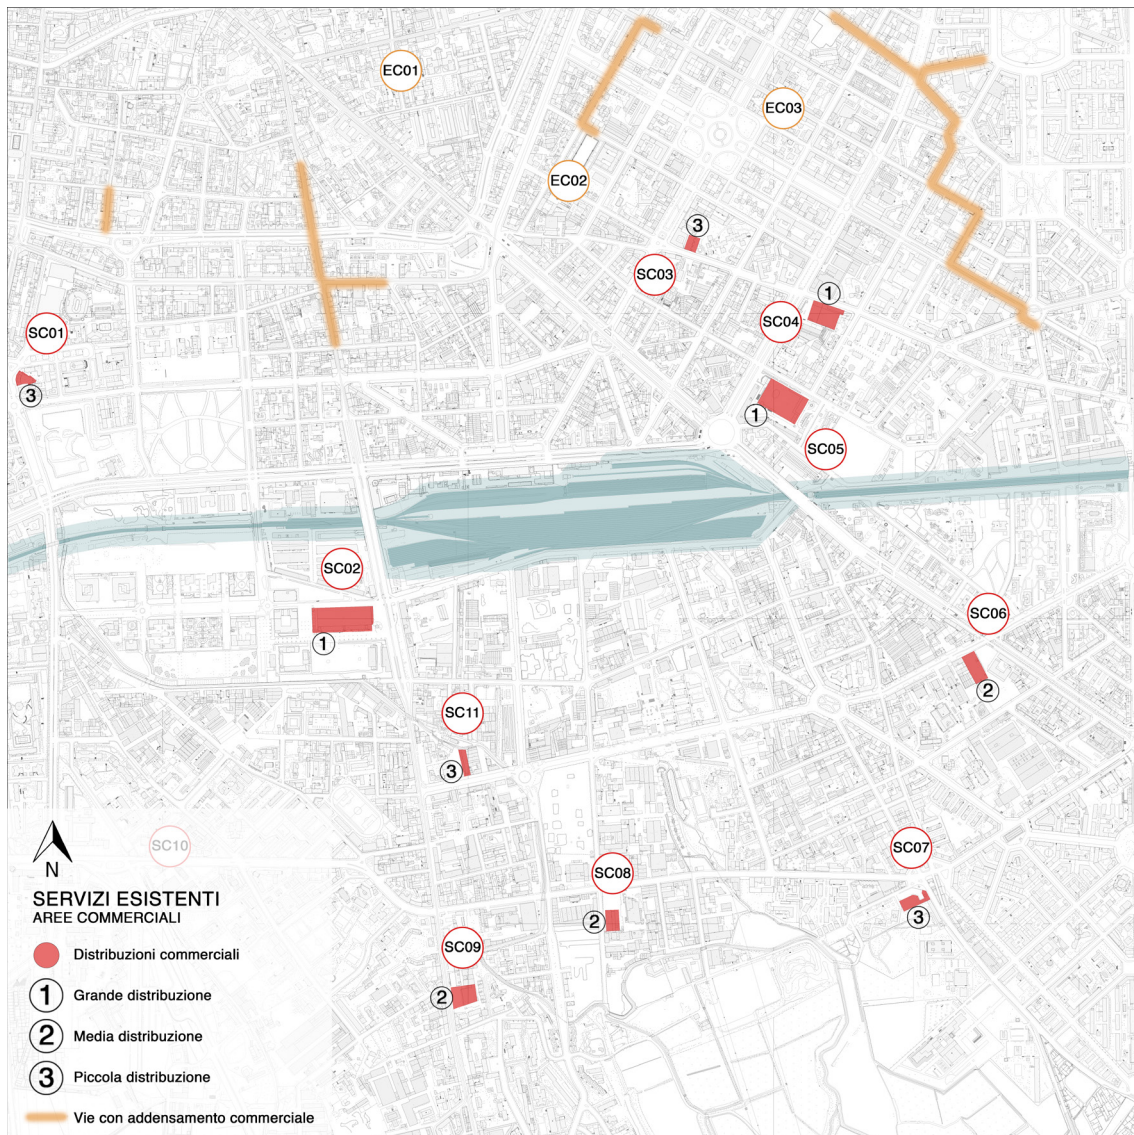 EC01
EC03
EC02
3
SC03
1
SC04
SC01
3
1
SC05
SC02
1
SC06
2
SC11
3
SC10
SC07
SC08
2
3
SC09
2
N
SERVIZI ESISTENTI
AREE COMMERCIALI
Distribuzioni commerciali
1 Grande distribuzione
2 Media distribuzione
3 Piccola distribuzione
Vie con addensamento commerciale